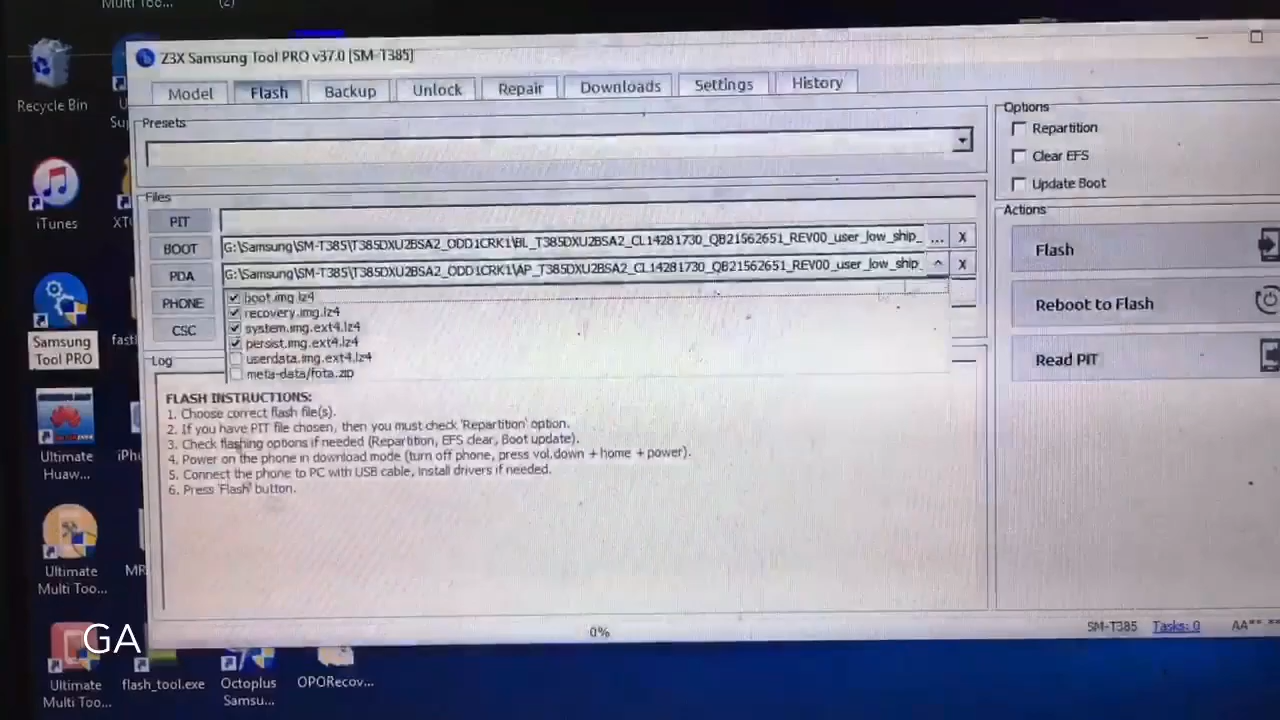 Multi Too...
(2)
Z3X Samsung Tool PRO v37.0 [SM-T385]
Model
Flash
Backup
Unlock
Repair
Downloads
Settings
History
Presets
Options
Repartition
Clear EFS
Update Boot
Files
PIT
BOOT
G:\Samsung\SM-T385\T385DXU2BSA2_ODD1CRK1\BL_T385DXU2BSA2_CL14281730_QB21562651_REV00_user_low_ship_
...
X
PDA
G:\Samsung\SM-T385\T385DXU2BSA2_ODD1CRK1\AP_T385DXU2BSA2_CL14281730_QB21562651_REV00_user_low_ship_
^
X
PHONE
CSC
boot.img.lz4
recovery.img.lz4
system.img.ext4.lz4
persist.img.ext4.lz4
userdata.img.ext4.lz4
meta-data/fota.zip
Actions
Flash
Reboot to Flash
Read PIT
Log
FLASH INSTRUCTIONS:
1. Choose correct flash file(s).
2. If you have PIT file chosen, then you must check 'Repartition' option.
3. Check flashing options if needed (Repartition, EFS clear, Boot update).
4. Power on the phone in download mode (turn off phone, press vol.down + home + power).
5. Connect the phone to PC with USB cable, install drivers if needed.
6. Press 'Flash' button.
0%
SM-T385
Tasks: 0
AA** **
Recycle Bin
iTunes
Samsung
Tool PRO
Ultimate
Huaw...
Ultimate
Multi Too...
Ultimate
Multi Too...
flash_tool.exe
Octoplus
Samsu...
OPORecov...
GA